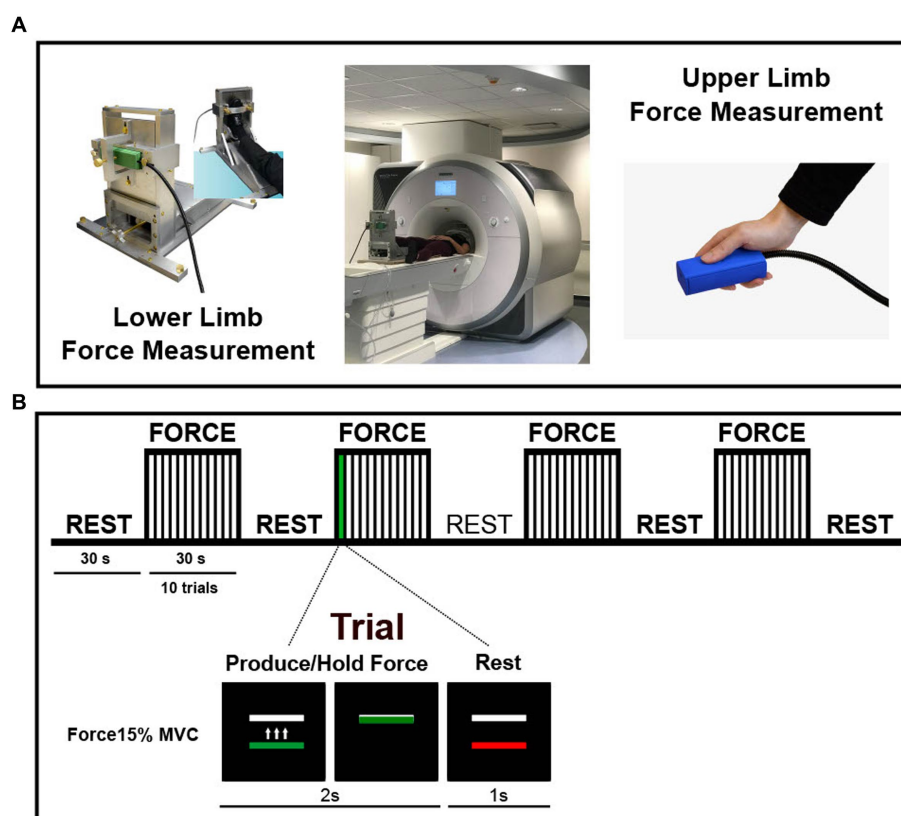 A
Lower Limb
Force Measurement
Upper Limb
Force Measurement
B
FORCE FORCE FORCE FORCE
REST REST REST REST REST
30 s 30 s
10 trials
Trial
Produce/Hold Force Rest
Force15% MVC
2s 1s